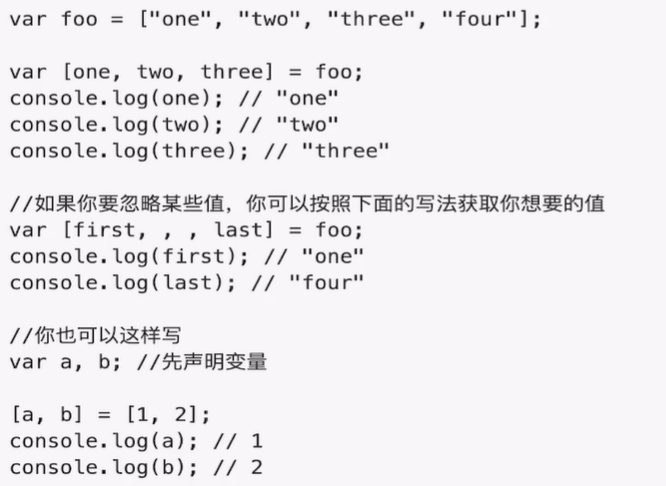 var foo = ["one", "two", "three", "four"];
var [one, two, three] = foo;
console.log(one); // "one"
console.log(two); // "two"
console.log(three); // "three"
//如果你要忽略某些值，你可以按照下面的写法获取你想要的值
var [first, , , last] = foo;
console.log(first); // "one"
console.log(last); // "four"
//你也可以这样写
var a, b; //先声明变量
[a, b] = [1, 2];
console.log(a); // 1
console.log(b); // 2